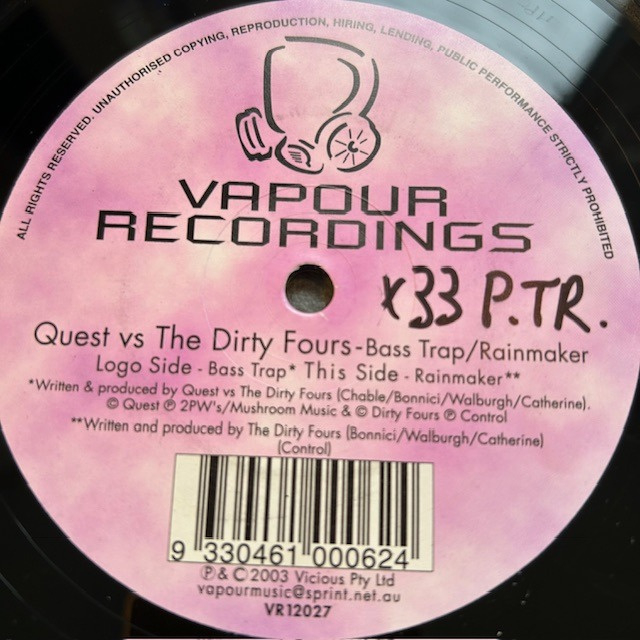 ALL RIGHTS RESERVED. UNAUTHORISED COPYING, REPRODUCTION, HIRING, LENDING, PUBLIC PERFORMANCE STRICTLY PROHIBITED
VAPOUR
RECORDINGS
x33 P.TR.
Quest vs The Dirty Fours-Bass Trap/Rainmaker
Logo Side - Bass Trap* This Side - Rainmaker**
*Written & produced by Quest vs The Dirty Fours (Chable/Bonnici/Walburgh/Catherine).
© Quest ℗ 2PW's/Mushroom Music & © Dirty Fours ℗ Control
**Written and produced by The Dirty Fours (Bonnici/Walburgh/Catherine)
(Control)
9 330461 000624
℗ & © 2003 Vicious Pty Ltd
vapourmusic@sprint.net.au
VR12027